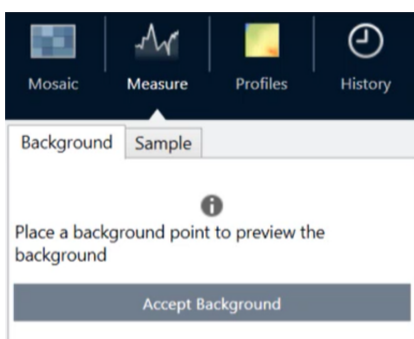 Mosaic Measure Profiles History
Background Sample
Place a background point to preview the
background
Accept Background